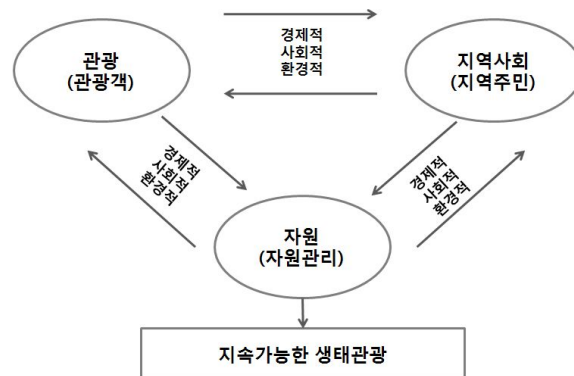 경제적
사회적
환경적
관광
(관광객)
지역사회
(지역주민)
경제적
사회적
환경적
경제적
사회적
환경적
자원
(자원관리)
지속가능한 생태관광